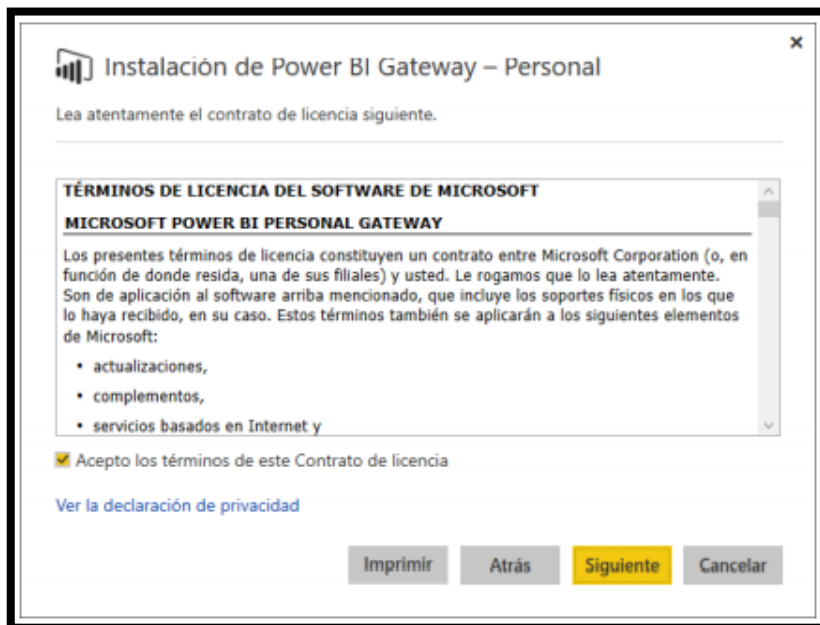 Instalación de Power BI Gateway – Personal
Lea atentamente el contrato de licencia siguiente.
TÉRMINOS DE LICENCIA DEL SOFTWARE DE MICROSOFT
MICROSOFT POWER BI PERSONAL GATEWAY
Los presentes términos de licencia constituyen un contrato entre Microsoft Corporation (o, en
función de donde resida, una de sus filiales) y usted. Le rogamos que lo lea atentamente.
Son de aplicación al software arriba mencionado, que incluye los soportes físicos en los que
lo haya recibido, en su caso. Estos términos también se aplicarán a los siguientes elementos
de Microsoft:
• actualizaciones,
• complementos,
• servicios basados en Internet y
Acepto los términos de este Contrato de licencia
Ver la declaración de privacidad
Imprimir Atrás Siguiente Cancelar